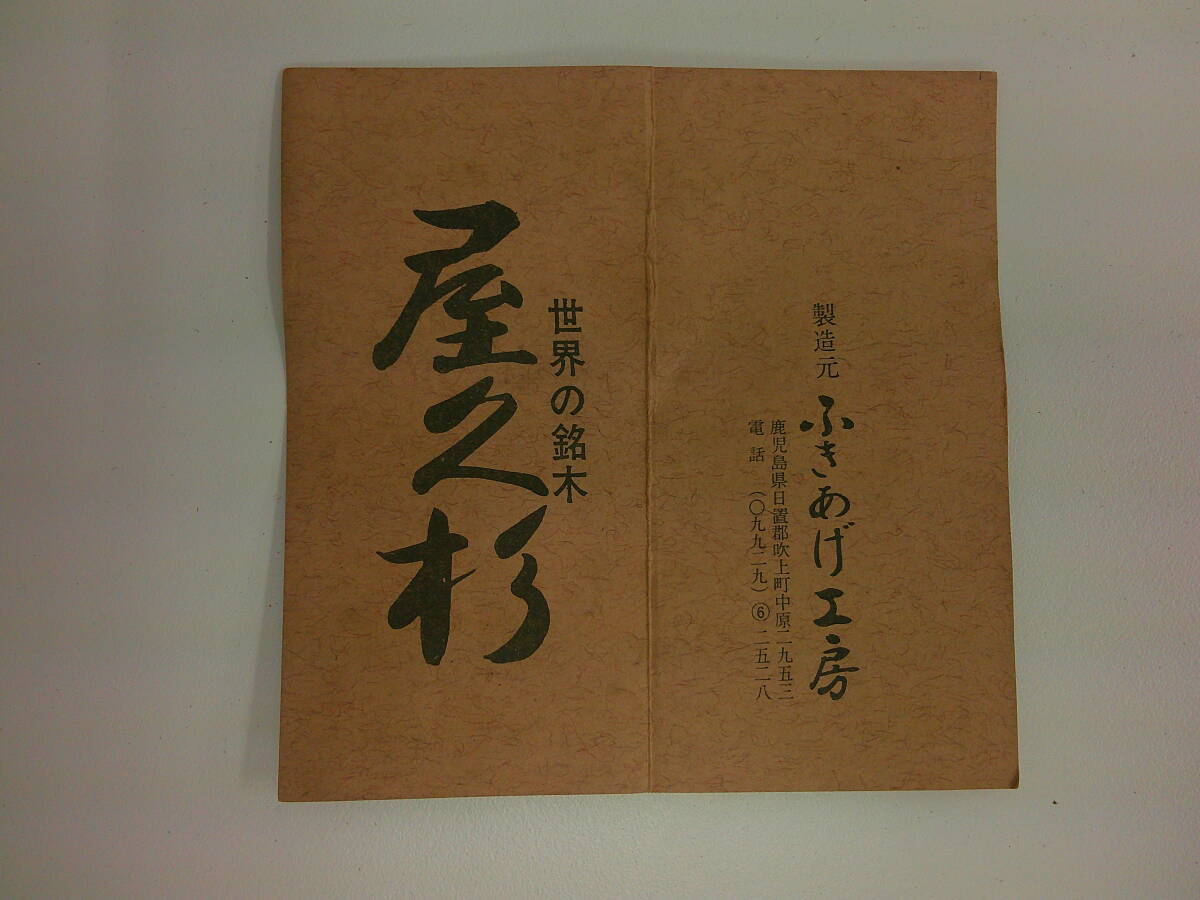 製造元 ふきあげ工房
鹿児島県日置郡吹上町中原二九五三
電話 (〇九九二九) ⑥ 二五二八
世界の銘木
屋久杉